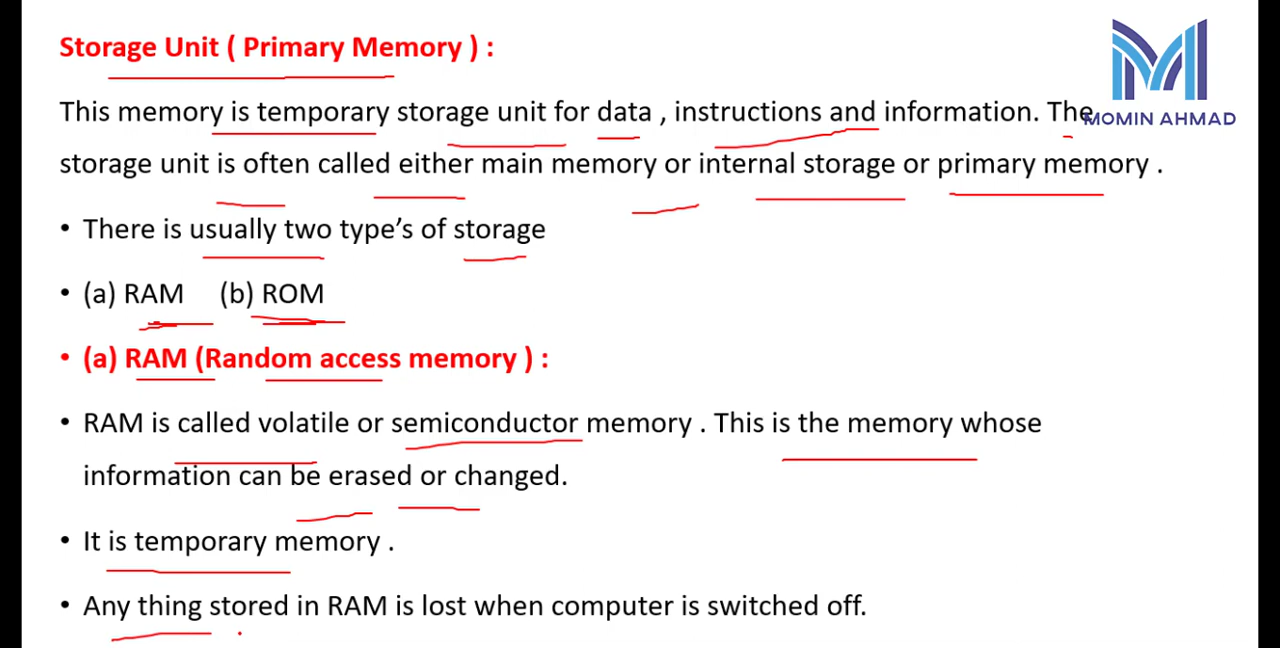 Storage Unit ( Primary Memory ) :
MOMIN AHMAD
This memory is temporary storage unit for data , instructions and information. The
storage unit is often called either main memory or internal storage or primary memory .
• There is usually two type’s of storage
• (a) RAM (b) ROM
• (a) RAM (Random access memory ) :
• RAM is called volatile or semiconductor memory . This is the memory whose
information can be erased or changed.
• It is temporary memory .
• Any thing stored in RAM is lost when computer is switched off.